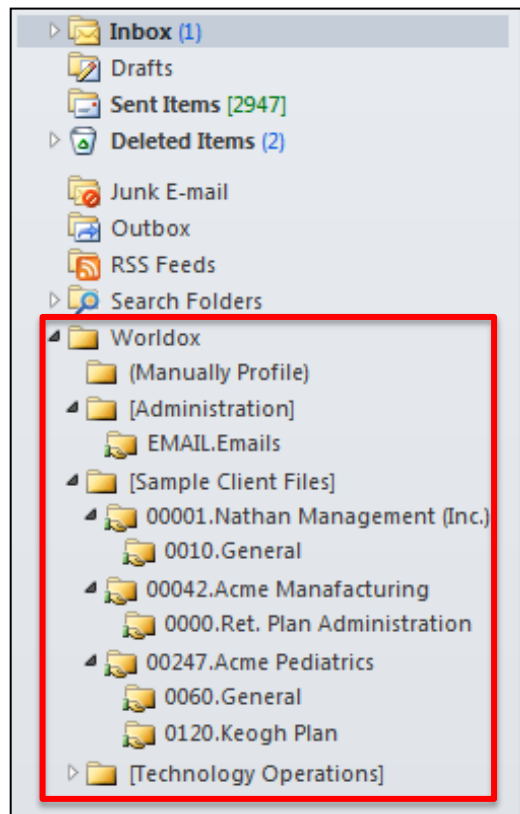 Inbox (1)
Drafts
Sent Items [2947]
Deleted Items (2)
Junk E-mail
Outbox
RSS Feeds
Search Folders
Worldox
(Manually Profile)
[Administration]
EMAIL.Emails
[Sample Client Files]
00001.Nathan Management (Inc.)
0010.General
00042.Acme Manafacturing
0000.Ret. Plan Administration
00247.Acme Pediatrics
0060.General
0120.Keogh Plan
[Technology Operations]